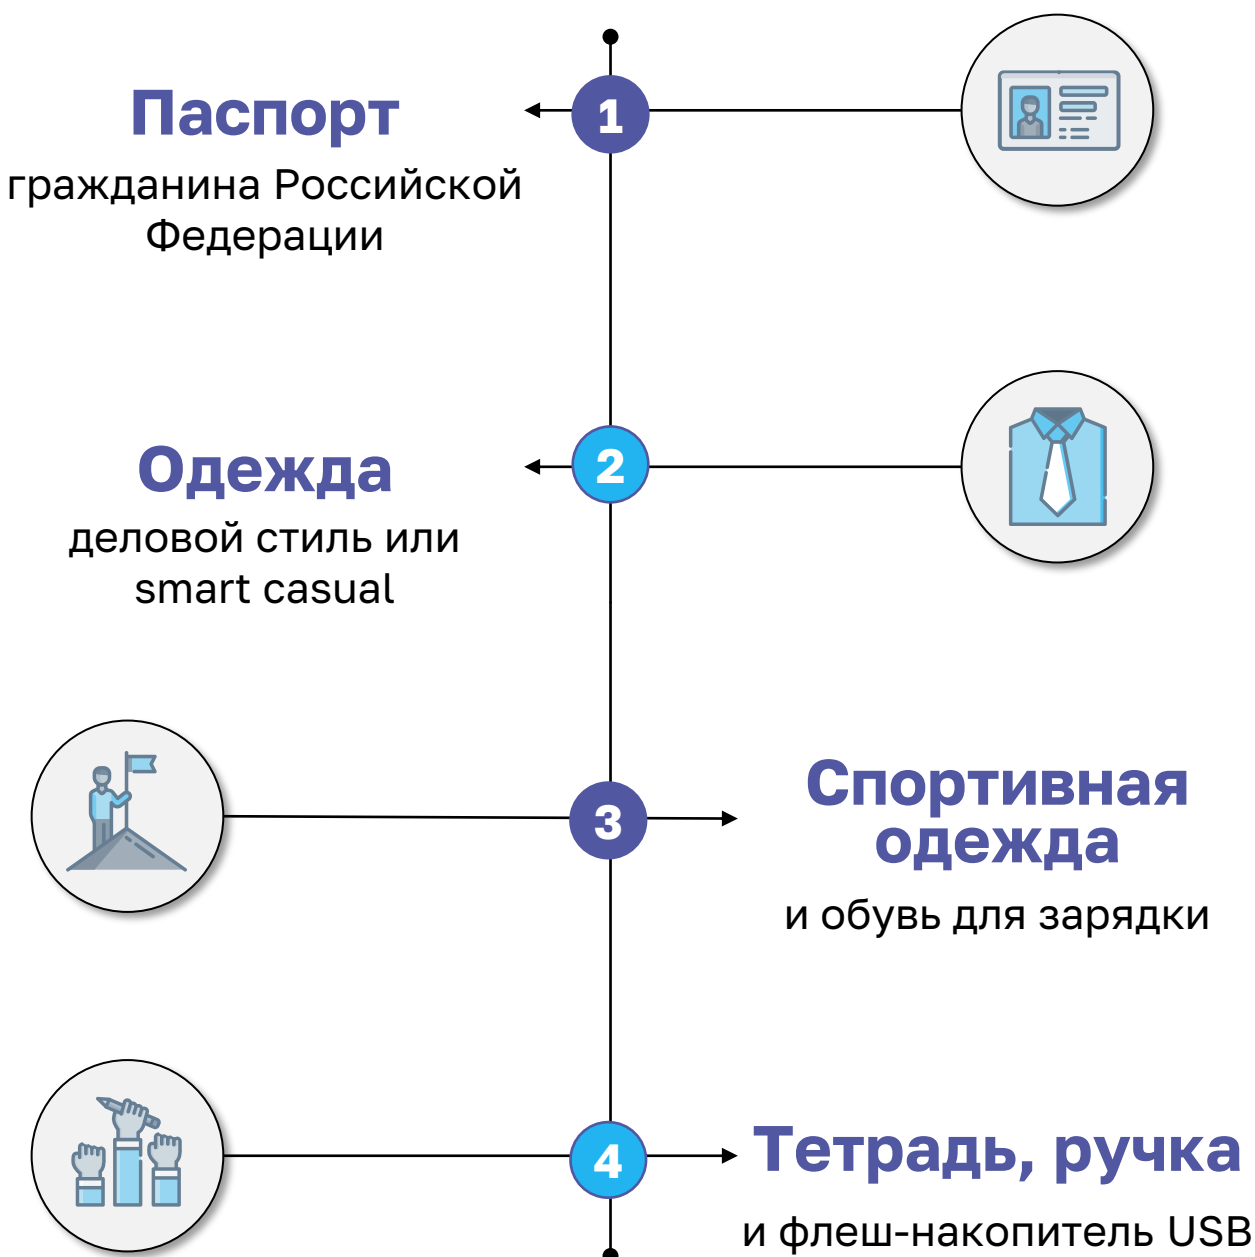 1
Паспорт
гражданина Российской
Федерации
2
Одежда
деловой стиль или
smart casual
3
Спортивная
одежда
и обувь для зарядки
4
Тетрадь, ручка
и флеш-накопитель USB